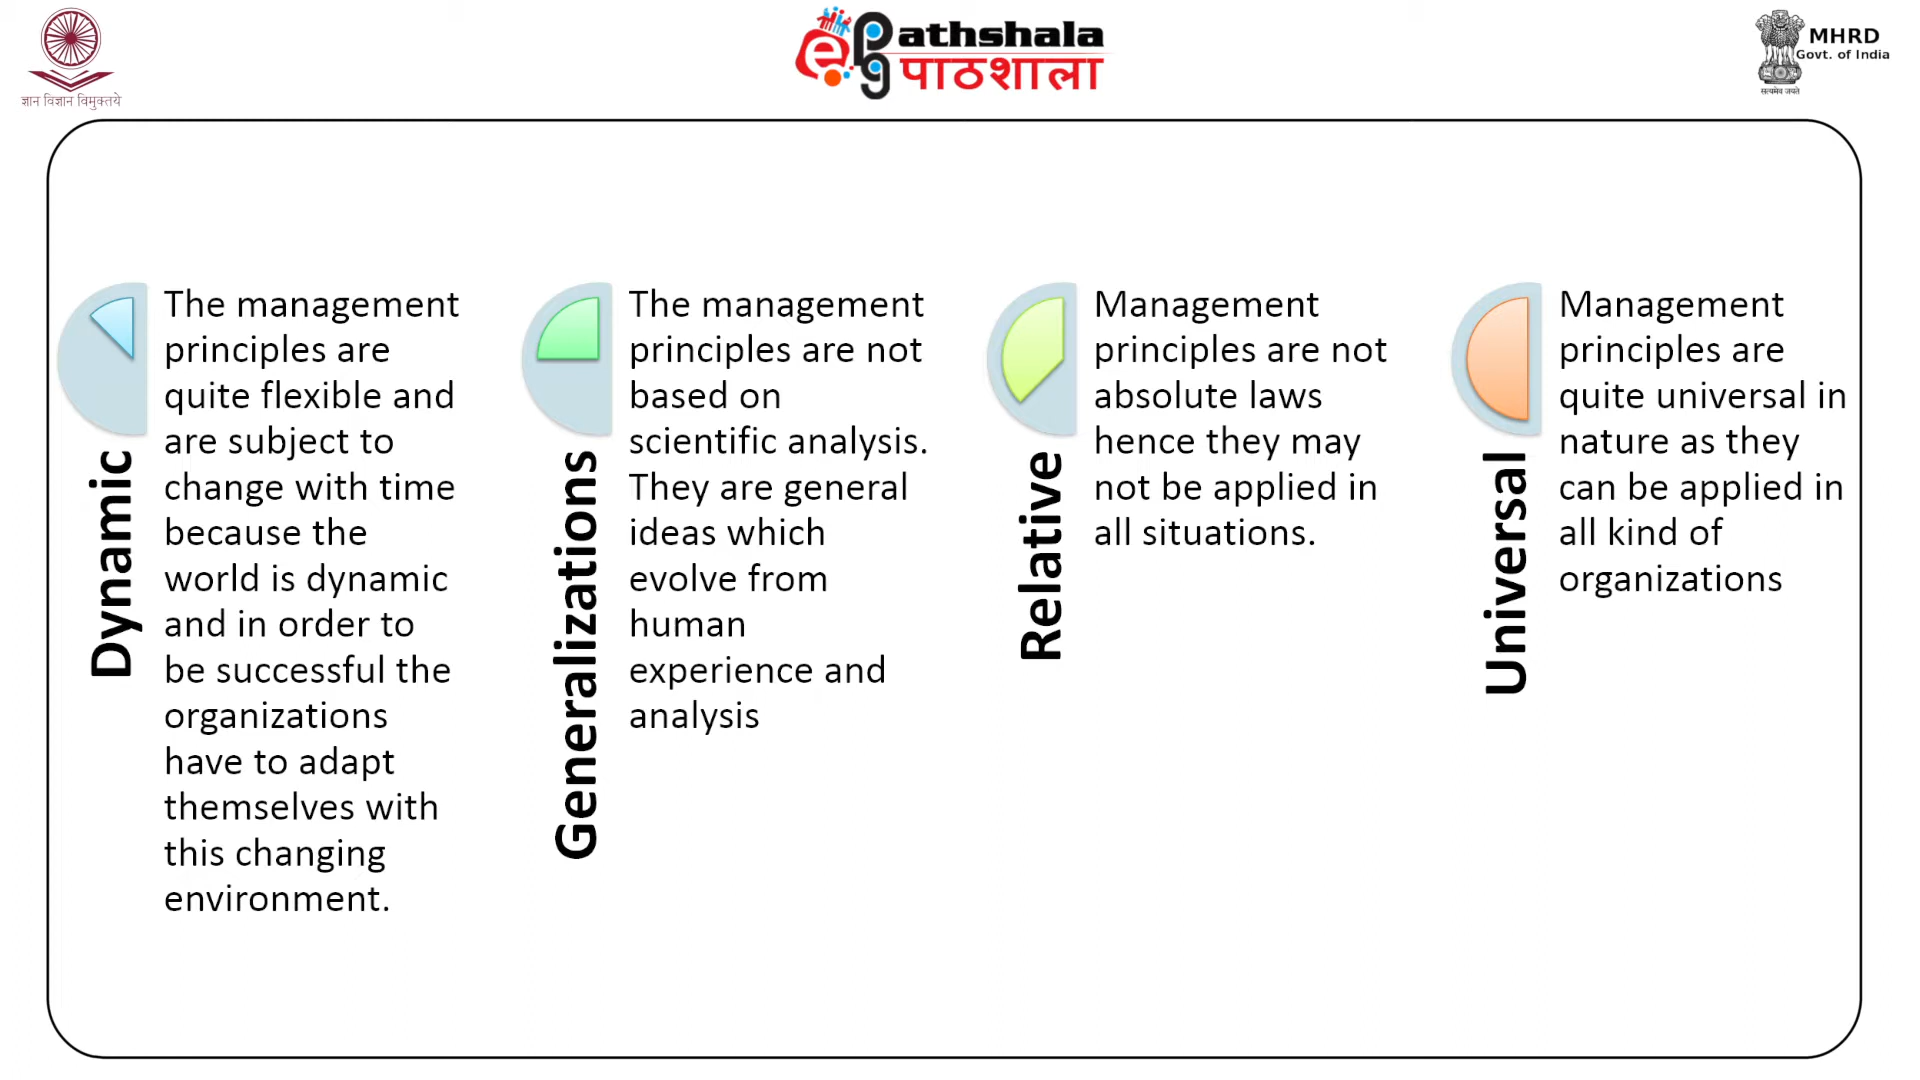 ज्ञान विज्ञान विमुक्तये
ePg Pathshala
पाठशाला
MHRD
Govt. of India
सत्यमेव जयते
Dynamic
The management
principles are
quite flexible and
are subject to
change with time
because the
world is dynamic
and in order to
be successful the
organizations
have to adapt
themselves with
this changing
environment.
Generalizations
The management
principles are not
based on
scientific analysis.
They are general
ideas which
evolve from
human
experience and
analysis
Relative
Management
principles are not
absolute laws
hence they may
not be applied in
all situations.
Universal
Management
principles are
quite universal in
nature as they
can be applied in
all kind of
organizations